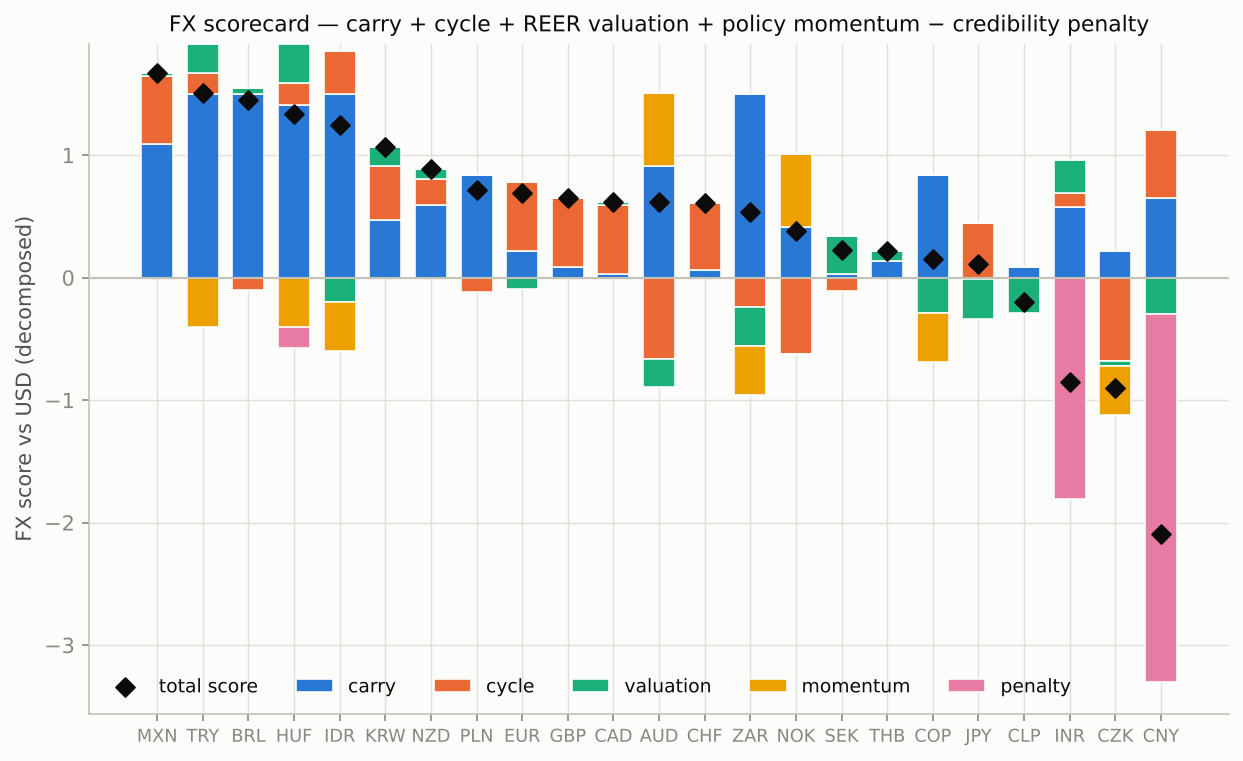 FX scorecard — carry + cycle + REER valuation + policy momentum − credibility penalty
FX score vs USD (decomposed)
1
0
−1
−2
−3
total score carry cycle valuation momentum penalty
MXN TRY BRL HUF IDR KRW NZD PLN EUR GBP CAD AUD CHF ZAR NOK SEK THB COP JPY CLP INR CZK CNY